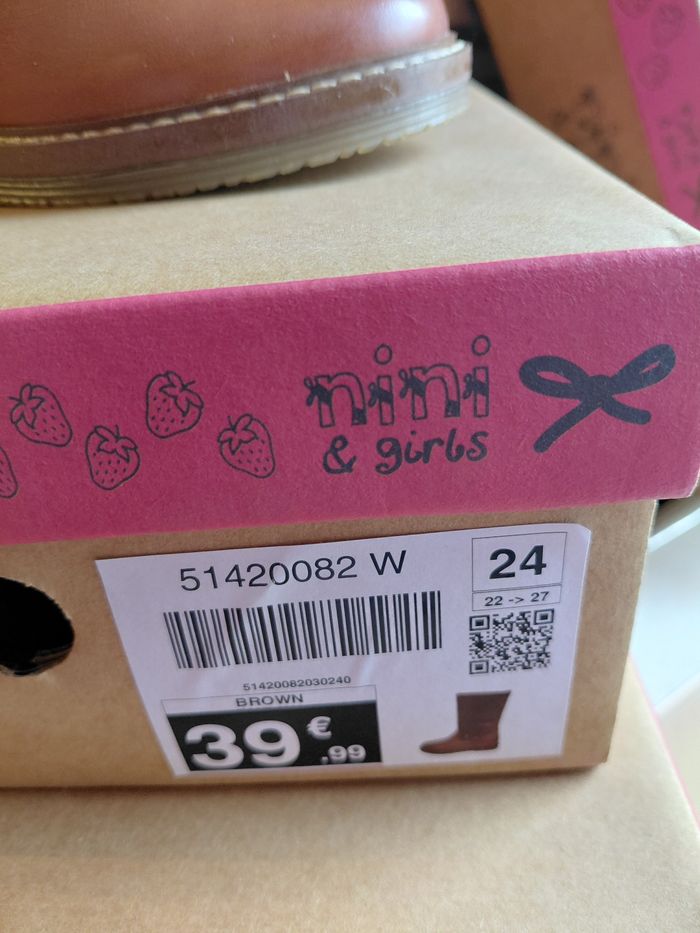 nini
& girls
51420082 W
24
22 -> 27
51420082030240
BROWN
39 €
,99